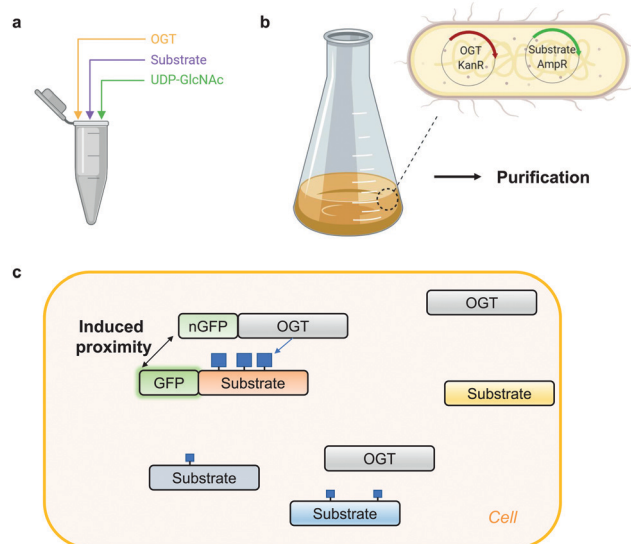 a
OGT
Substrate
UDP-GlcNAc
b
OGT
KanR
Substrate
AmpR
Purification
c
Induced
proximity
nGFP
OGT
GFP
Substrate
OGT
Substrate
Substrate
OGT
Substrate
Cell